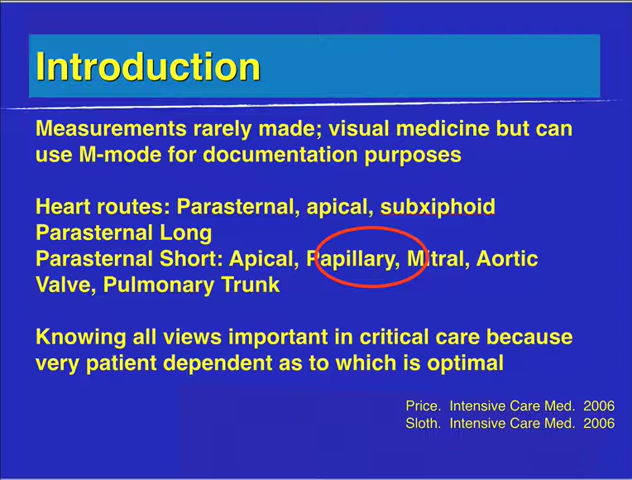 Introduction
Measurements rarely made; visual medicine but can
use M-mode for documentation purposes
Heart routes: Parasternal, apical, subxiphoid
Parasternal Long
Parasternal Short: Apical, Papillary, Mitral, Aortic
Valve, Pulmonary Trunk
Knowing all views important in critical care because
very patient dependent as to which is optimal
Price. Intensive Care Med. 2006
Sloth. Intensive Care Med. 2006